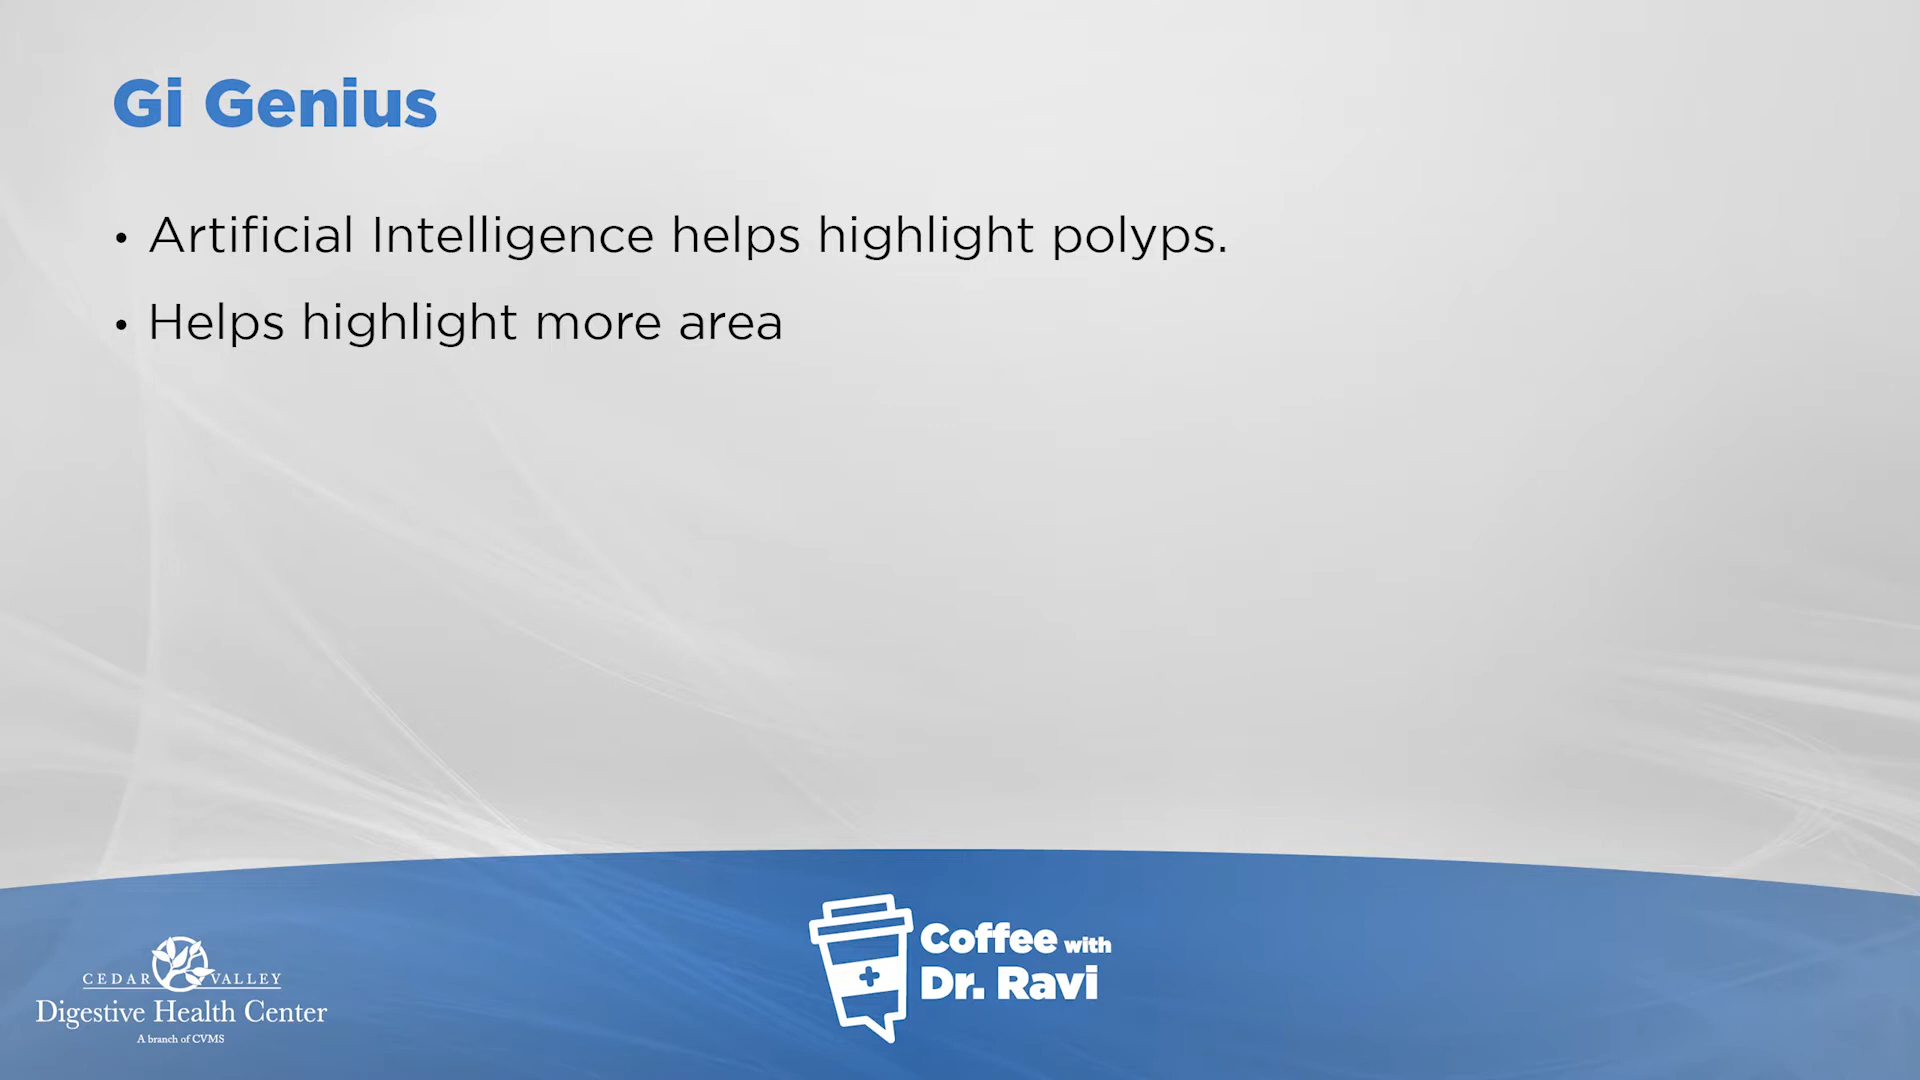 Gi Genius
• Artificial Intelligence helps highlight polyps.
• Helps highlight more area
CEDAR VALLEY
Digestive Health Center
A branch of CVMS
Coffee with
Dr. Ravi